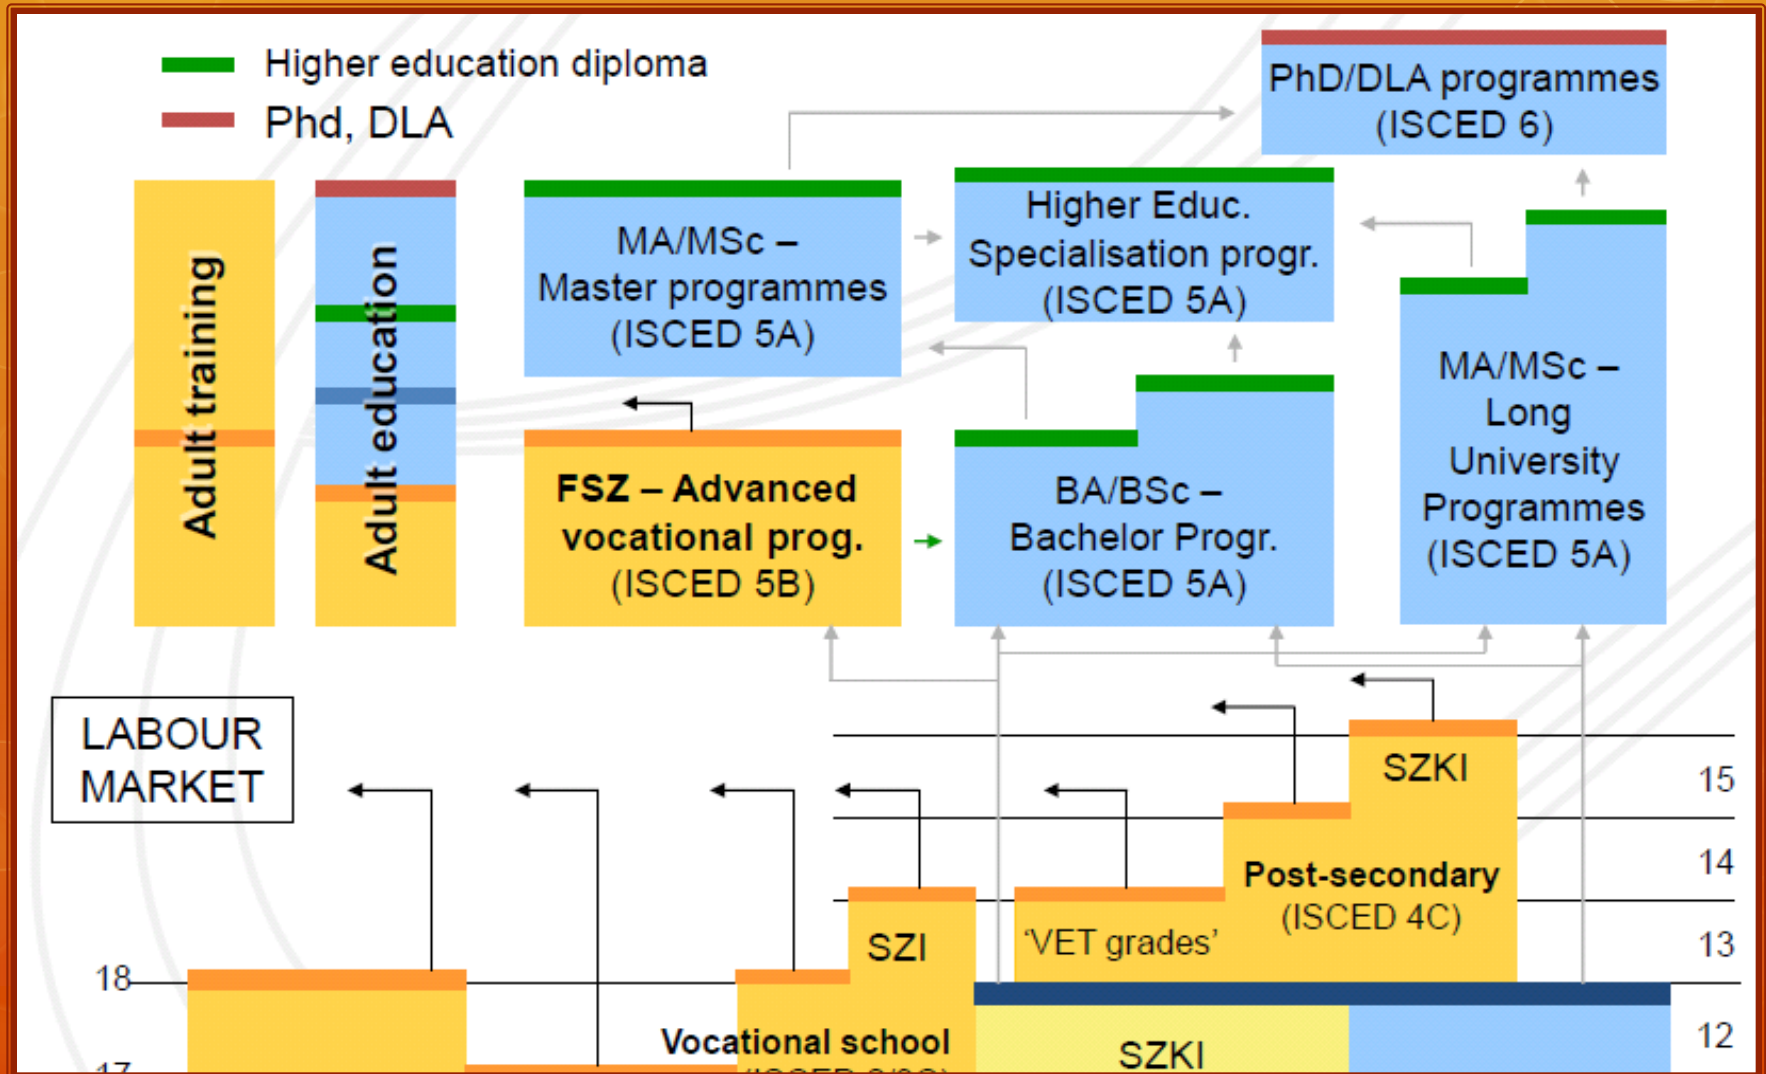 Higher education diploma
Phd, DLA
PhD/DLA programmes
(ISCED 6)
Adult training
Adult education
MA/MSc –
Master programmes
(ISCED 5A)
Higher Educ.
Specialisation progr.
(ISCED 5A)
MA/MSc –
Long
University
Programmes
(ISCED 5A)
FSZ – Advanced
vocational prog.
(ISCED 5B)
BA/BSc –
Bachelor Progr.
(ISCED 5A)
LABOUR
MARKET
SZKI
15
Post-secondary
(ISCED 4C)
14
SZI
'VET grades'
13
18
Vocational school
SZKI
12
17